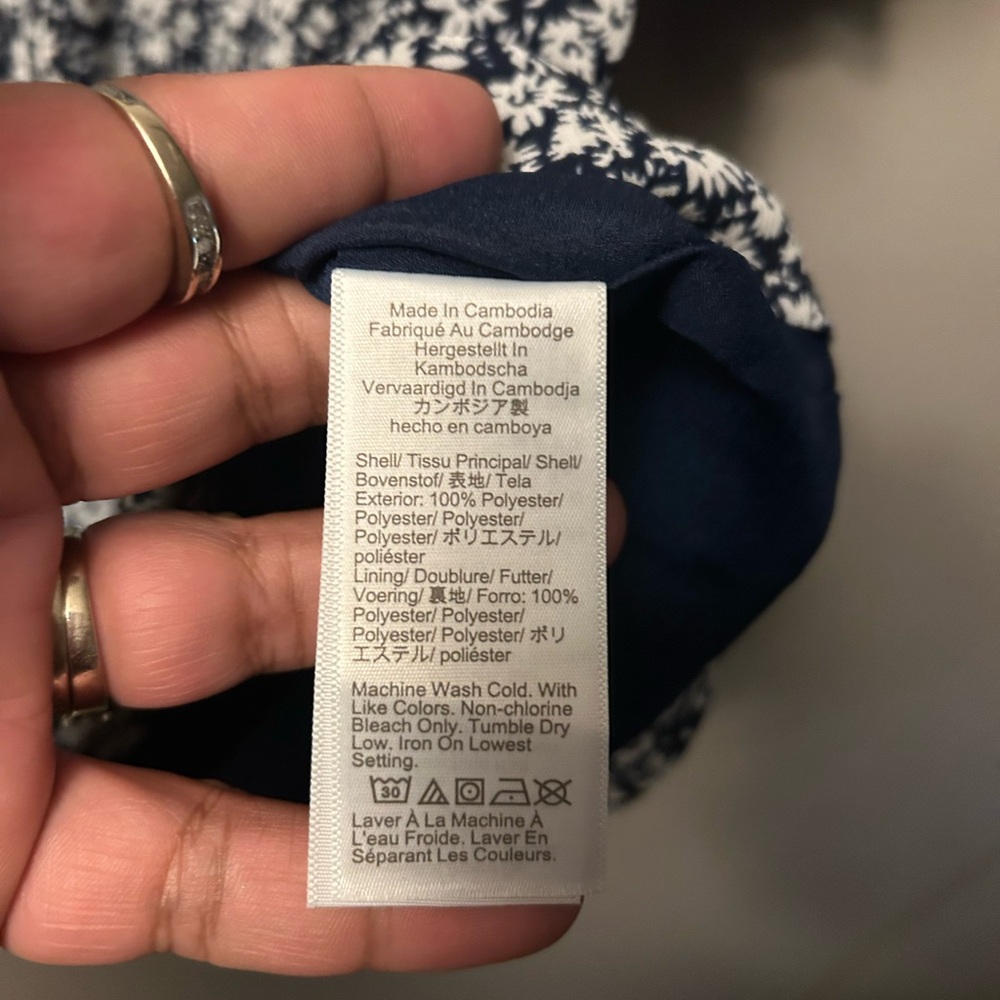 Made In Cambodia
Fabriqué Au Cambodge
Hergestellt In
Kambodscha
Vervaardigd In Cambodja
カンボジア製
hecho en camboya
Shell/ Tissu Principal/ Shell/
Bovenstof/ 表地/ Tela
Exterior: 100% Polyester/
Polyester/ Polyester/
Polyester/ ポリエステル/
poliéster
Lining/ Doublure/ Futter/
Voering/ 裏地/ Forro: 100%
Polyester/ Polyester/
Polyester/ Polyester/ ポリ
エステル/ poliéster
Machine Wash Cold. With
Like Colors. Non-chlorine
Bleach Only. Tumble Dry
Low. Iron On Lowest
Setting.
30
Laver À La Machine À
L'eau Froide. Laver En
Séparant Les Couleurs.